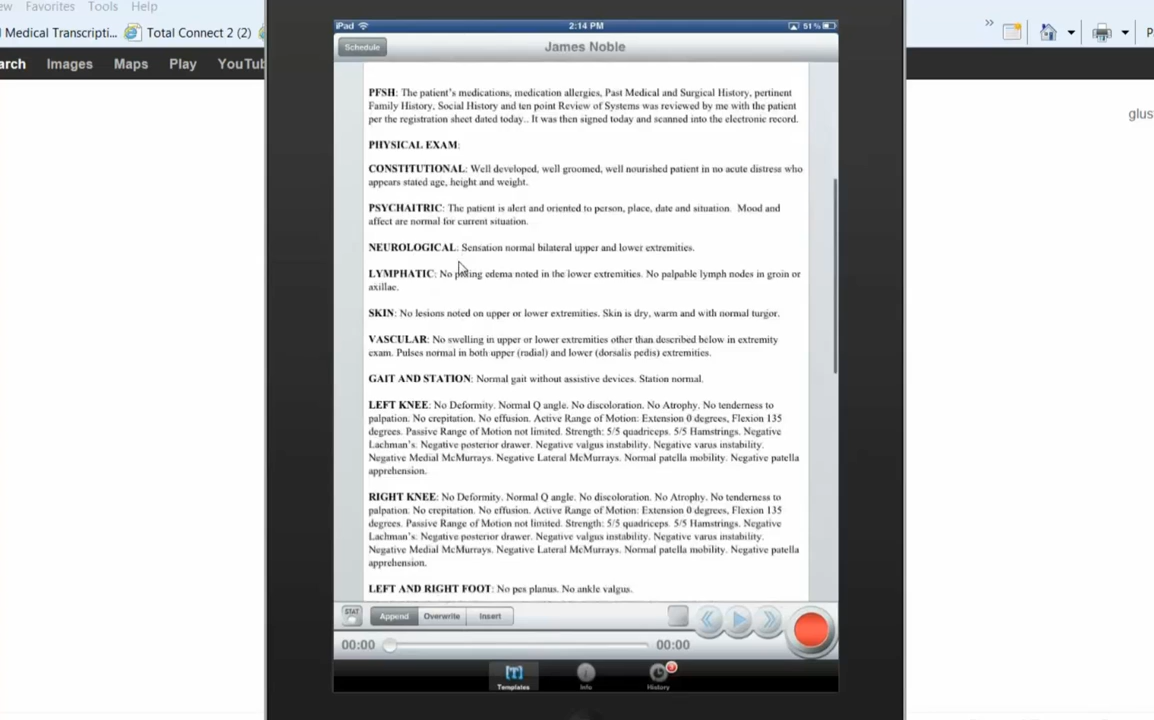 ew Favorites Tools Help
Medical Transcripti... Total Connect 2 (2)
arch Images Maps Play YouTu
»
P
glus
iPad 2:14 PM 51%
Schedule James Noble
PFSH: The patient's medications, medication allergies, Past Medical and Surgical History, pertinent
Family History, Social History and ten point Review of Systems was reviewed by me with the patient
per the registration sheet dated today.. It was then signed today and scanned into the electronic record.
PHYSICAL EXAM:
CONSTITUTIONAL: Well developed, well groomed, well nourished patient in no acute distress who
appears stated age, height and weight.
PSYCHAITRIC: The patient is alert and oriented to person, place, date and situation. Mood and
affect are normal for current situation.
NEUROLOGICAL: Sensation normal bilateral upper and lower extremities.
LYMPHATIC: No pitting edema noted in the lower extremities. No palpable lymph nodes in groin or
axillae.
SKIN: No lesions noted on upper or lower extremities. Skin is dry, warm and with normal turgor.
VASCULAR: No swelling in upper or lower extremities other than described below in extremity
exam. Pulses normal in both upper (radial) and lower (dorsalis pedis) extremities.
GAIT AND STATION: Normal gait without assistive devices. Station normal.
LEFT KNEE: No Deformity. Normal Q angle. No discoloration. No Atrophy. No tenderness to
palpation. No crepitation. No effusion. Active Range of Motion: Extension 0 degrees, Flexion 135
degrees. Passive Range of Motion not limited. Strength: 5/5 quadriceps. 5/5 Hamstrings. Negative
Lachman's. Negative posterior drawer. Negative valgus instability. Negative varus instability.
Negative Medial McMurrays. Negative Lateral McMurrays. Normal patella mobility. Negative patella
apprehension.
RIGHT KNEE: No Deformity. Normal Q angle. No discoloration. No Atrophy. No tenderness to
palpation. No crepitation. No effusion. Active Range of Motion: Extension 0 degrees, Flexion 135
degrees. Passive Range of Motion not limited. Strength: 5/5 quadriceps. 5/5 Hamstrings. Negative
Lachman's. Negative posterior drawer. Negative valgus instability. Negative varus instability.
Negative Medial McMurrays. Negative Lateral McMurrays. Normal patella mobility. Negative patella
apprehension.
LEFT AND RIGHT FOOT: No pes planus. No ankle valgus.
STAT Append Overwrite Insert
00:00 00:00
[T] i
Templates Info History